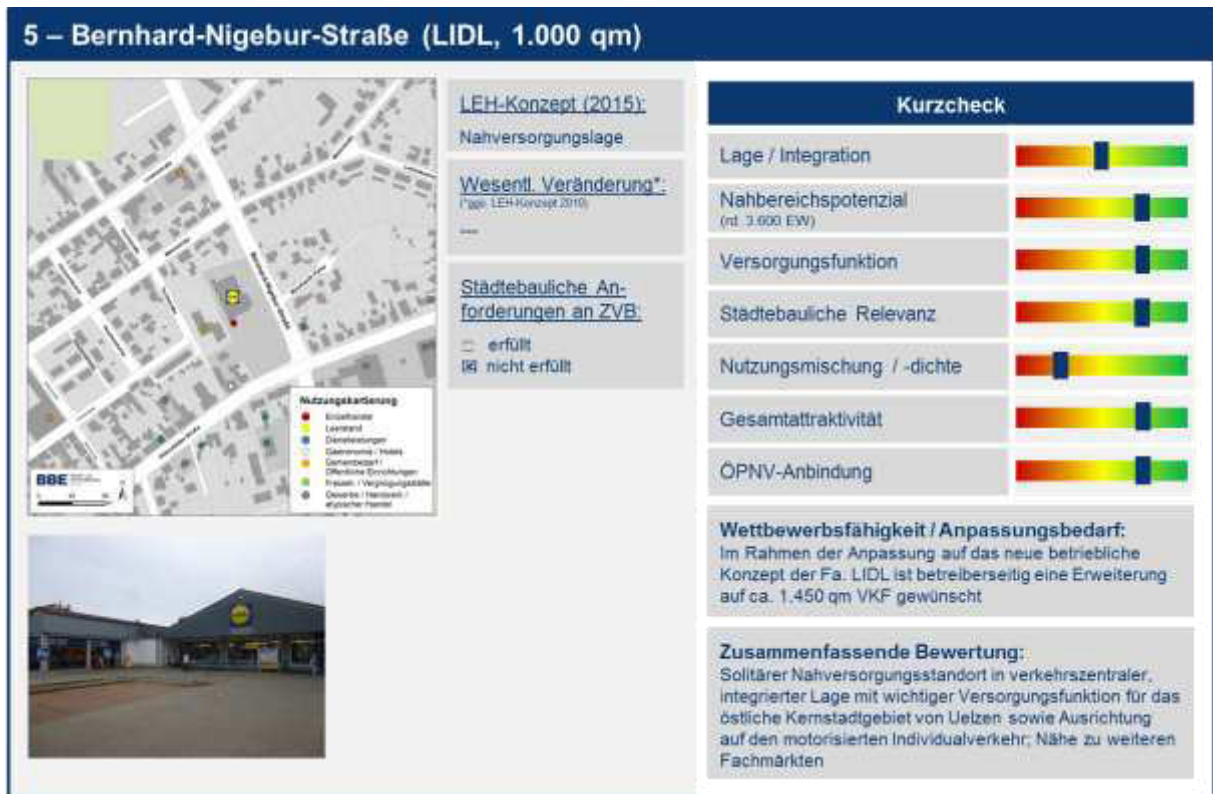 5 – Bernhard-Nigebur-Straße (LIDL, 1.000 qm)
LEH-Konzept (2015):
Nahversorgungslage
Wesentl. Veränderung*:
(*ggü. LEH-Konzept 2010)
---
Städtebauliche An-
forderungen an ZVB:
erfüllt
nicht erfüllt
Bernhard-Nigebur-Straße
Nutzungskartierung
Einzelhandel
Leerstand
Dienstleistungen
Gastronomie / Hotels
Gemeinbedarf /
Öffentliche Einrichtungen
Freizeit- / Vergnügungsstätte
Gewerbe / Handwerk /
atypischer Handel
BBE
Kurzcheck
Lage / Integration
Nahbereichspotenzial
(rd. 3.600 EW)
Versorgungsfunktion
Städtebauliche Relevanz
Nutzungsmischung / -dichte
Gesamtattraktivität
ÖPNV-Anbindung
Wettbewerbsfähigkeit / Anpassungsbedarf:
Im Rahmen der Anpassung auf das neue betriebliche
Konzept der Fa. LIDL ist betreiberseitig eine Erweiterung
auf ca. 1.450 qm VKF gewünscht
Zusammenfassende Bewertung:
Solitärer Nahversorgungsstandort in verkehrszentraler,
integrierter Lage mit wichtiger Versorgungsfunktion für das
östliche Kernstadtgebiet von Uelzen sowie Ausrichtung
auf den motorisierten Individualverkehr; Nähe zu weiteren
Fachmärkten